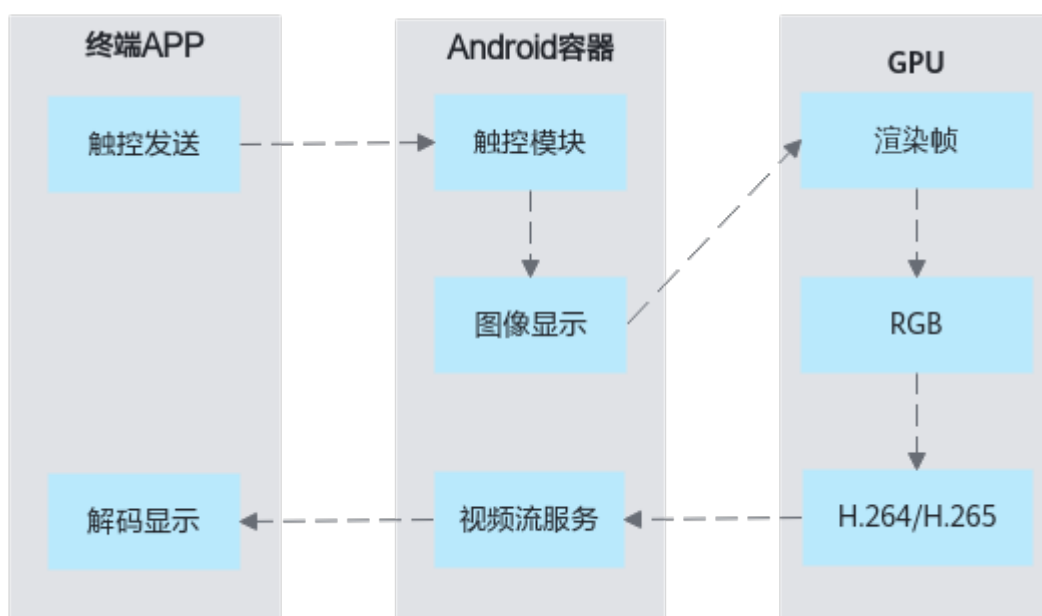 终端APP
Android容器
GPU
触控发送
触控模块
渲染帧
图像显示
RGB
解码显示
视频流服务
H.264/H.265